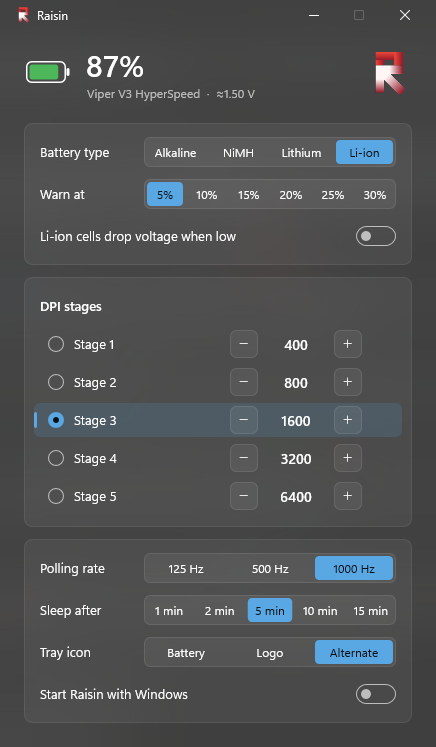 Raisin
87%
Viper V3 HyperSpeed · ≈1.50 V
Battery type Alkaline NiMH Lithium Li-ion
Warn at 5% 10% 15% 20% 25% 30%
Li-ion cells drop voltage when low
DPI stages
Stage 1 − 400 +
Stage 2 − 800 +
Stage 3 − 1600 +
Stage 4 − 3200 +
Stage 5 − 6400 +
Polling rate 125 Hz 500 Hz 1000 Hz
Sleep after 1 min 2 min 5 min 10 min 15 min
Tray icon Battery Logo Alternate
Start Raisin with Windows